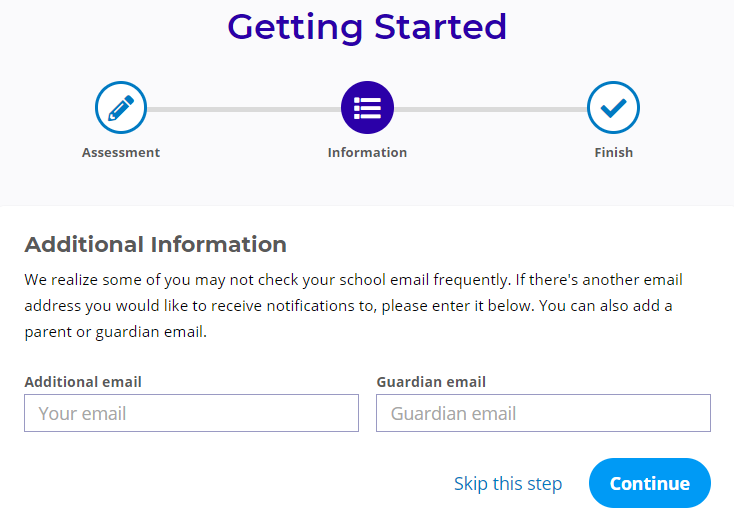 Getting Started
Assessment
Information
Finish
Additional Information
We realize some of you may not check your school email frequently. If there's another email
address you would like to receive notifications to, please enter it below. You can also add a
parent or guardian email.
Additional email
Guardian email
Your email
Guardian email
Skip this step
Continue